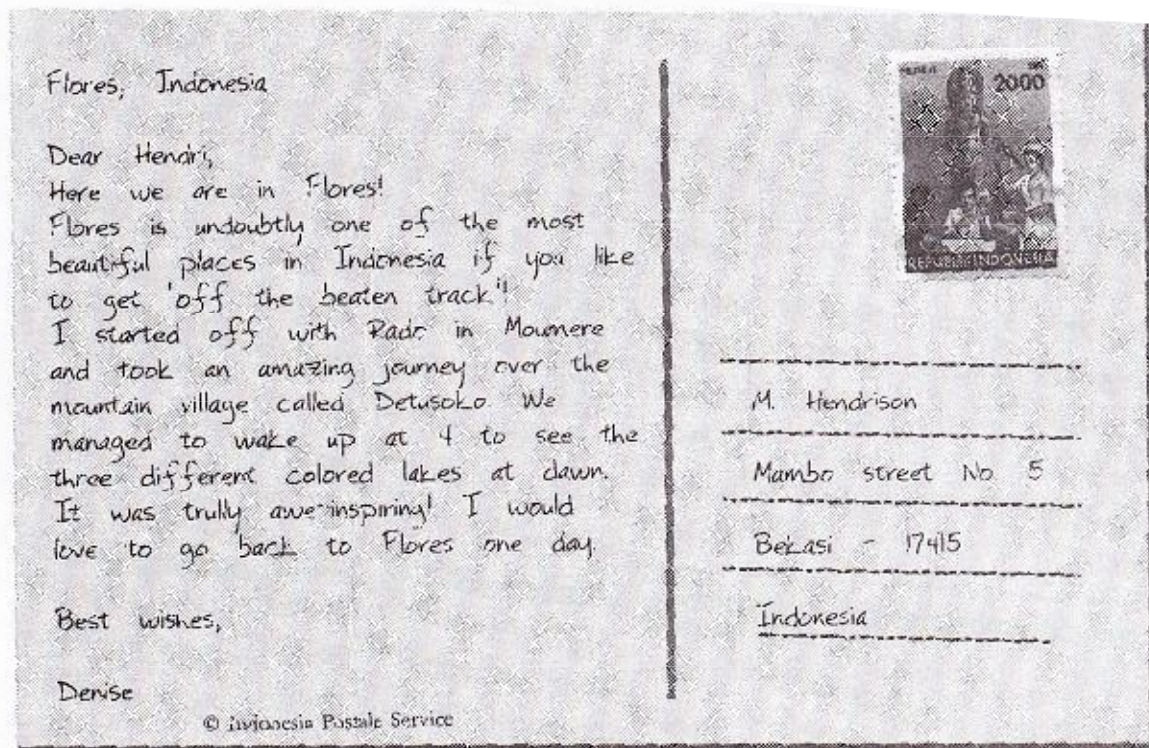 Flores, Indonesia
Dear Hendri,
Here we are in Flores!
Flores is undoubtly one of the most
beautiful places in Indonesia if you like
to get 'off the beaten track'!
I started off with Rado in Moumere
and took an amazing journey over the
mountain village called Detusoko. We
managed to wake up at 4 to see the
three different colored lakes at dawn.
It was trully awe-inspiring! I would
love to go back to Flores one day.
Best wishes,
Denise
© Indonesia Postale Service
2000
REPUBLIK INDONESIA
M. Hendrison
Mambo street No 5
Bekasi - 17415
Indonesia